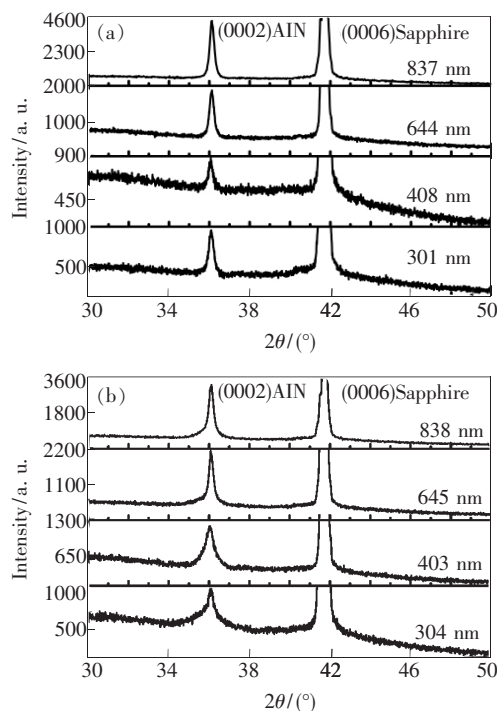 (a) (0002)AlN (0006)Sapphire
4600
2300
837 nm
2000
1000
644 nm
900
450
408 nm
1000
500
301 nm
30 34 38 42 46 50
2θ/(°)
Intensity/a. u.
(b) (0002)AlN (0006)Sapphire
3600
1800
838 nm
2200
1100
645 nm
1300
650
403 nm
1000
500
304 nm
30 34 38 42 46 50
2θ/(°)
Intensity/a. u.